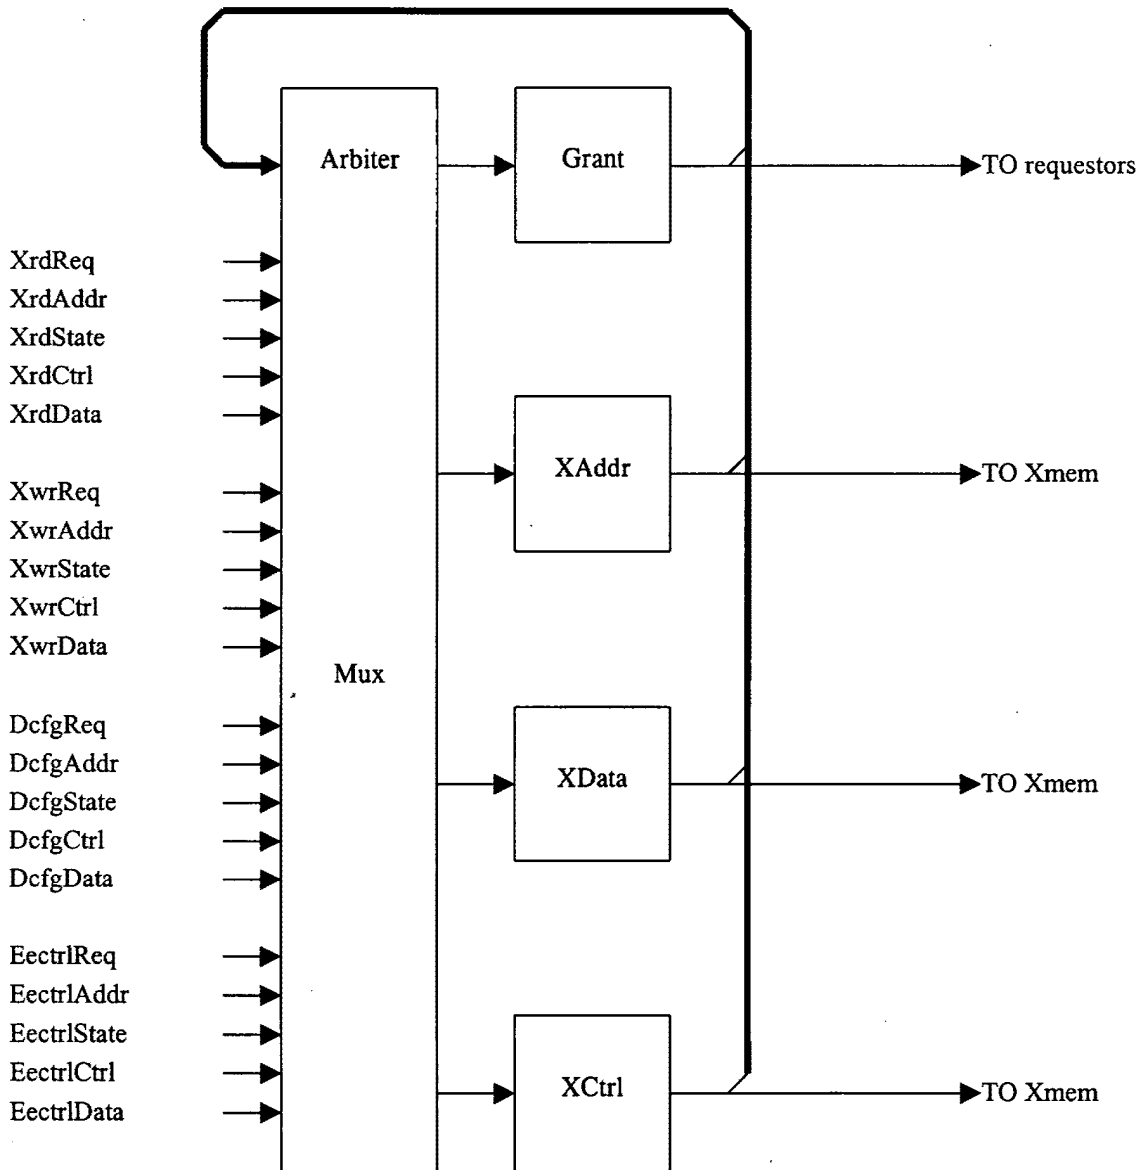 Arbiter
Grant
TO requestors
XrdReq
XrdAddr
XrdState
XrdCtrl
XrdData
XAddr
TO Xmem
XwrReq
XwrAddr
XwrState
XwrCtrl
XwrData
Mux
DcfgReq
DcfgAddr
DcfgState
DcfgCtrl
DcfgData
XData
TO Xmem
EectrlReq
EectrlAddr
EectrlState
EectrlCtrl
EectrlData
XCtrl
TO Xmem